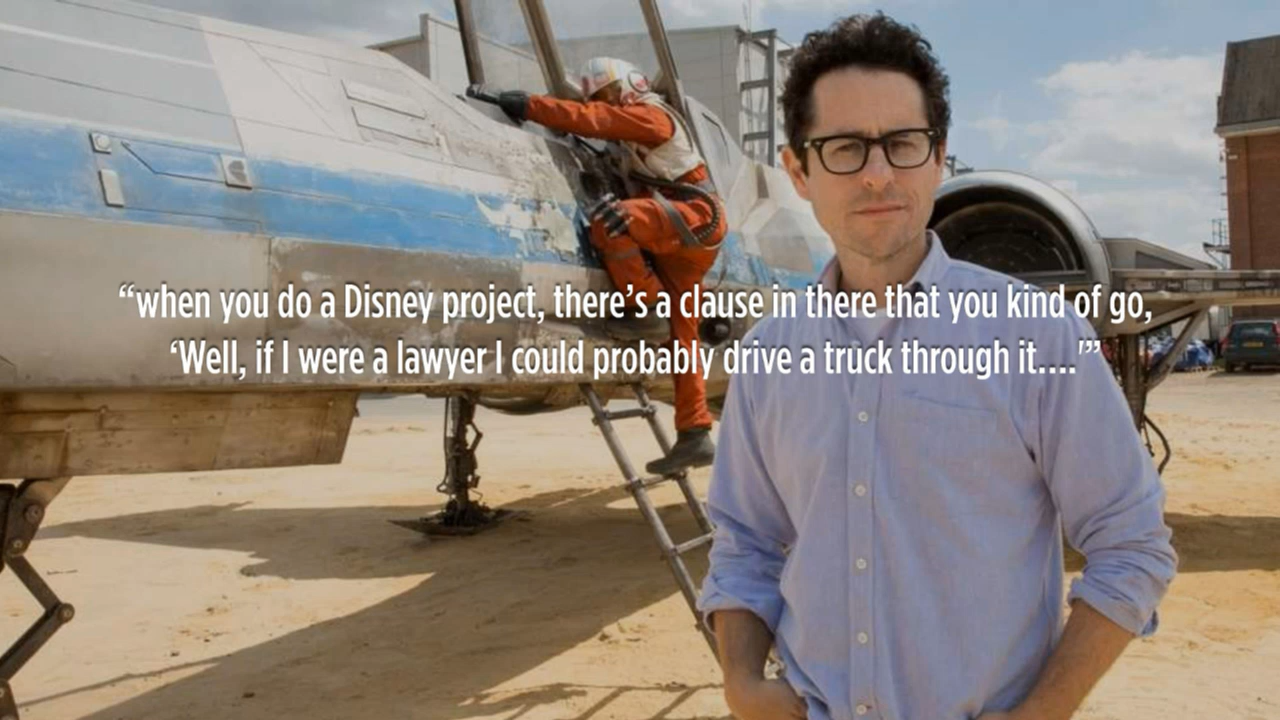 “when you do a Disney project, there’s a clause in there that you kind of go,
‘Well, if I were a lawyer I could probably drive a truck through it....’”